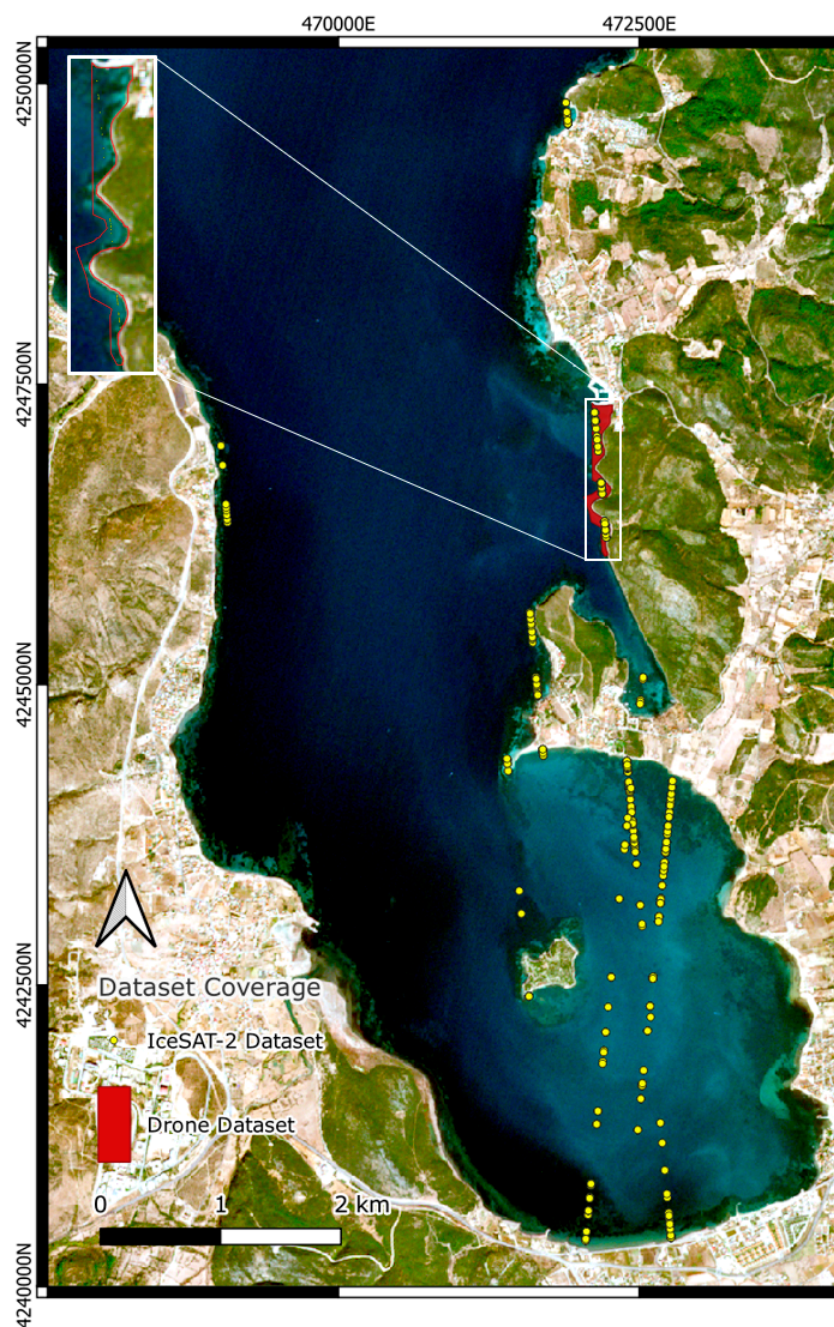 470000E
472500E
4250000N
4247500N
4245000N
4242500N
4240000N
Dataset Coverage
IceSAT-2 Dataset
Drone Dataset
0 1 2 km